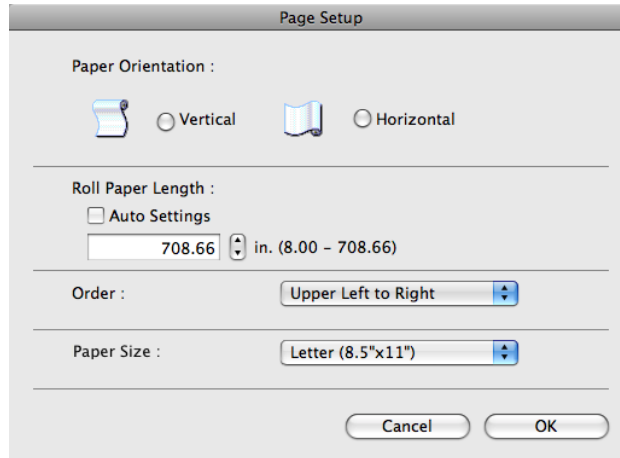 Page Setup
Paper Orientation :
Vertical Horizontal
Roll Paper Length :
Auto Settings
708.66 in. (8.00 – 708.66)
Order : Upper Left to Right
Paper Size : Letter (8.5"x11")
Cancel OK